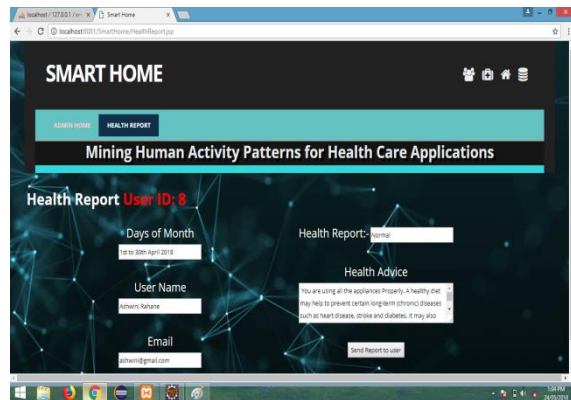 localhost / 127.0.0.1 / en
Smart Home
localhost:8081/SmartHome/HealthReport.jsp
SMART HOME
ADMIN HOME
HEALTH REPORT
Mining Human Activity Patterns for Health Care Applications
Health Report User ID: 8
Days of Month
1st to 30th April 2018
User Name
Ashwini Rahane
Email
ashwini@gmail.com
Health Report:- Normal
Health Advice
You are using all the appliances Properly. A healthy diet
may help to prevent certain long-term (chronic) diseases
such as heart disease, stroke and diabetes. It may also
Send Report to user
1:04 PM
24/05/2018